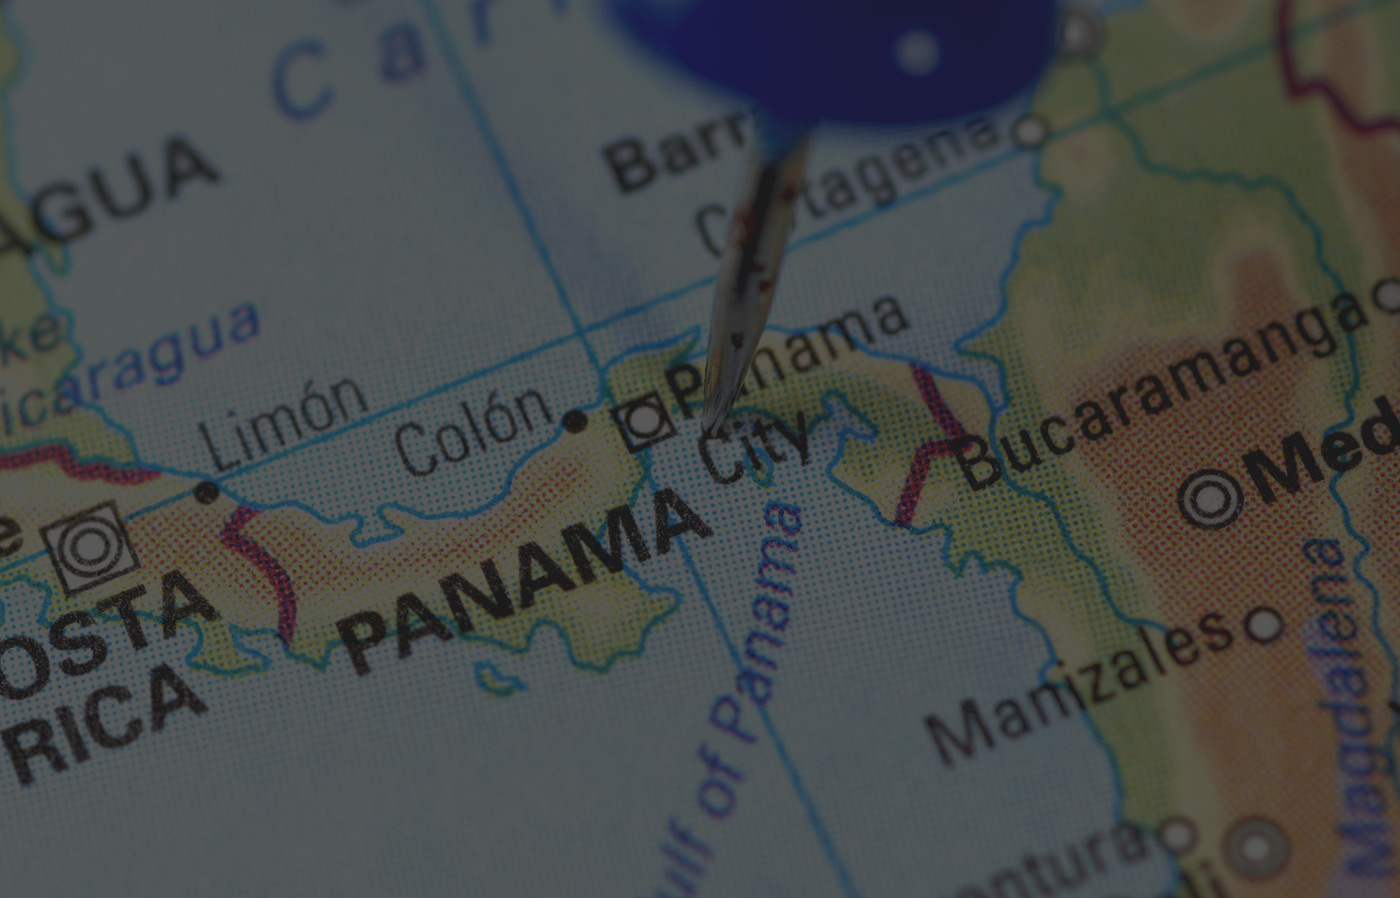 Car
AGUA
Barr
Cartagena
ke
icaragua
Limón
Colón
Panama
City
Bucaramanga
Med
e
PANAMA
OSTA
RICA
Gulf of Panama
Manizales
Magdalena
entura